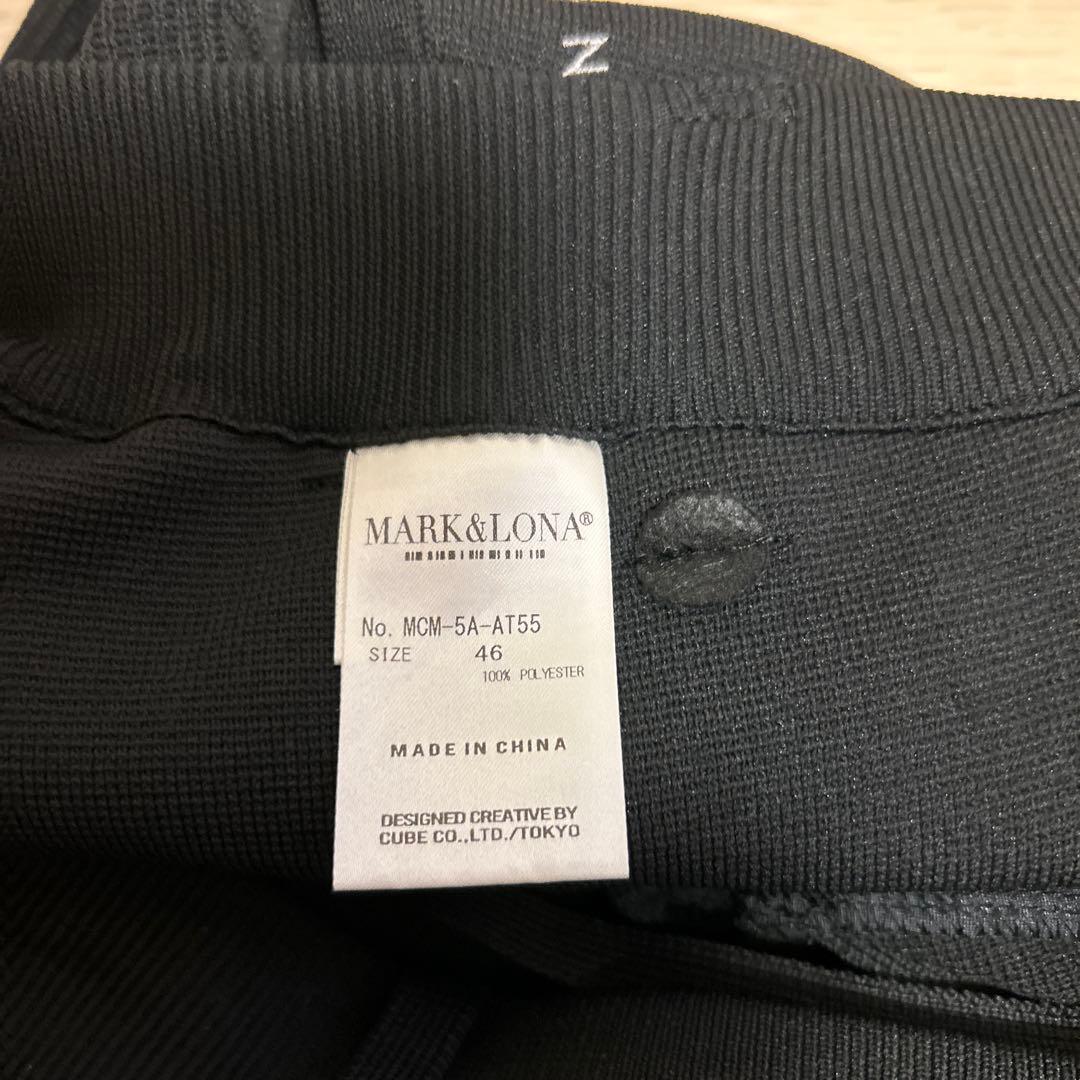 Z
MARK&LONA®
No. MCM-5A-AT55
SIZE 46
100% POLYESTER
MADE IN CHINA
DESIGNED CREATIVE BY
CUBE CO.,LTD./TOKYO